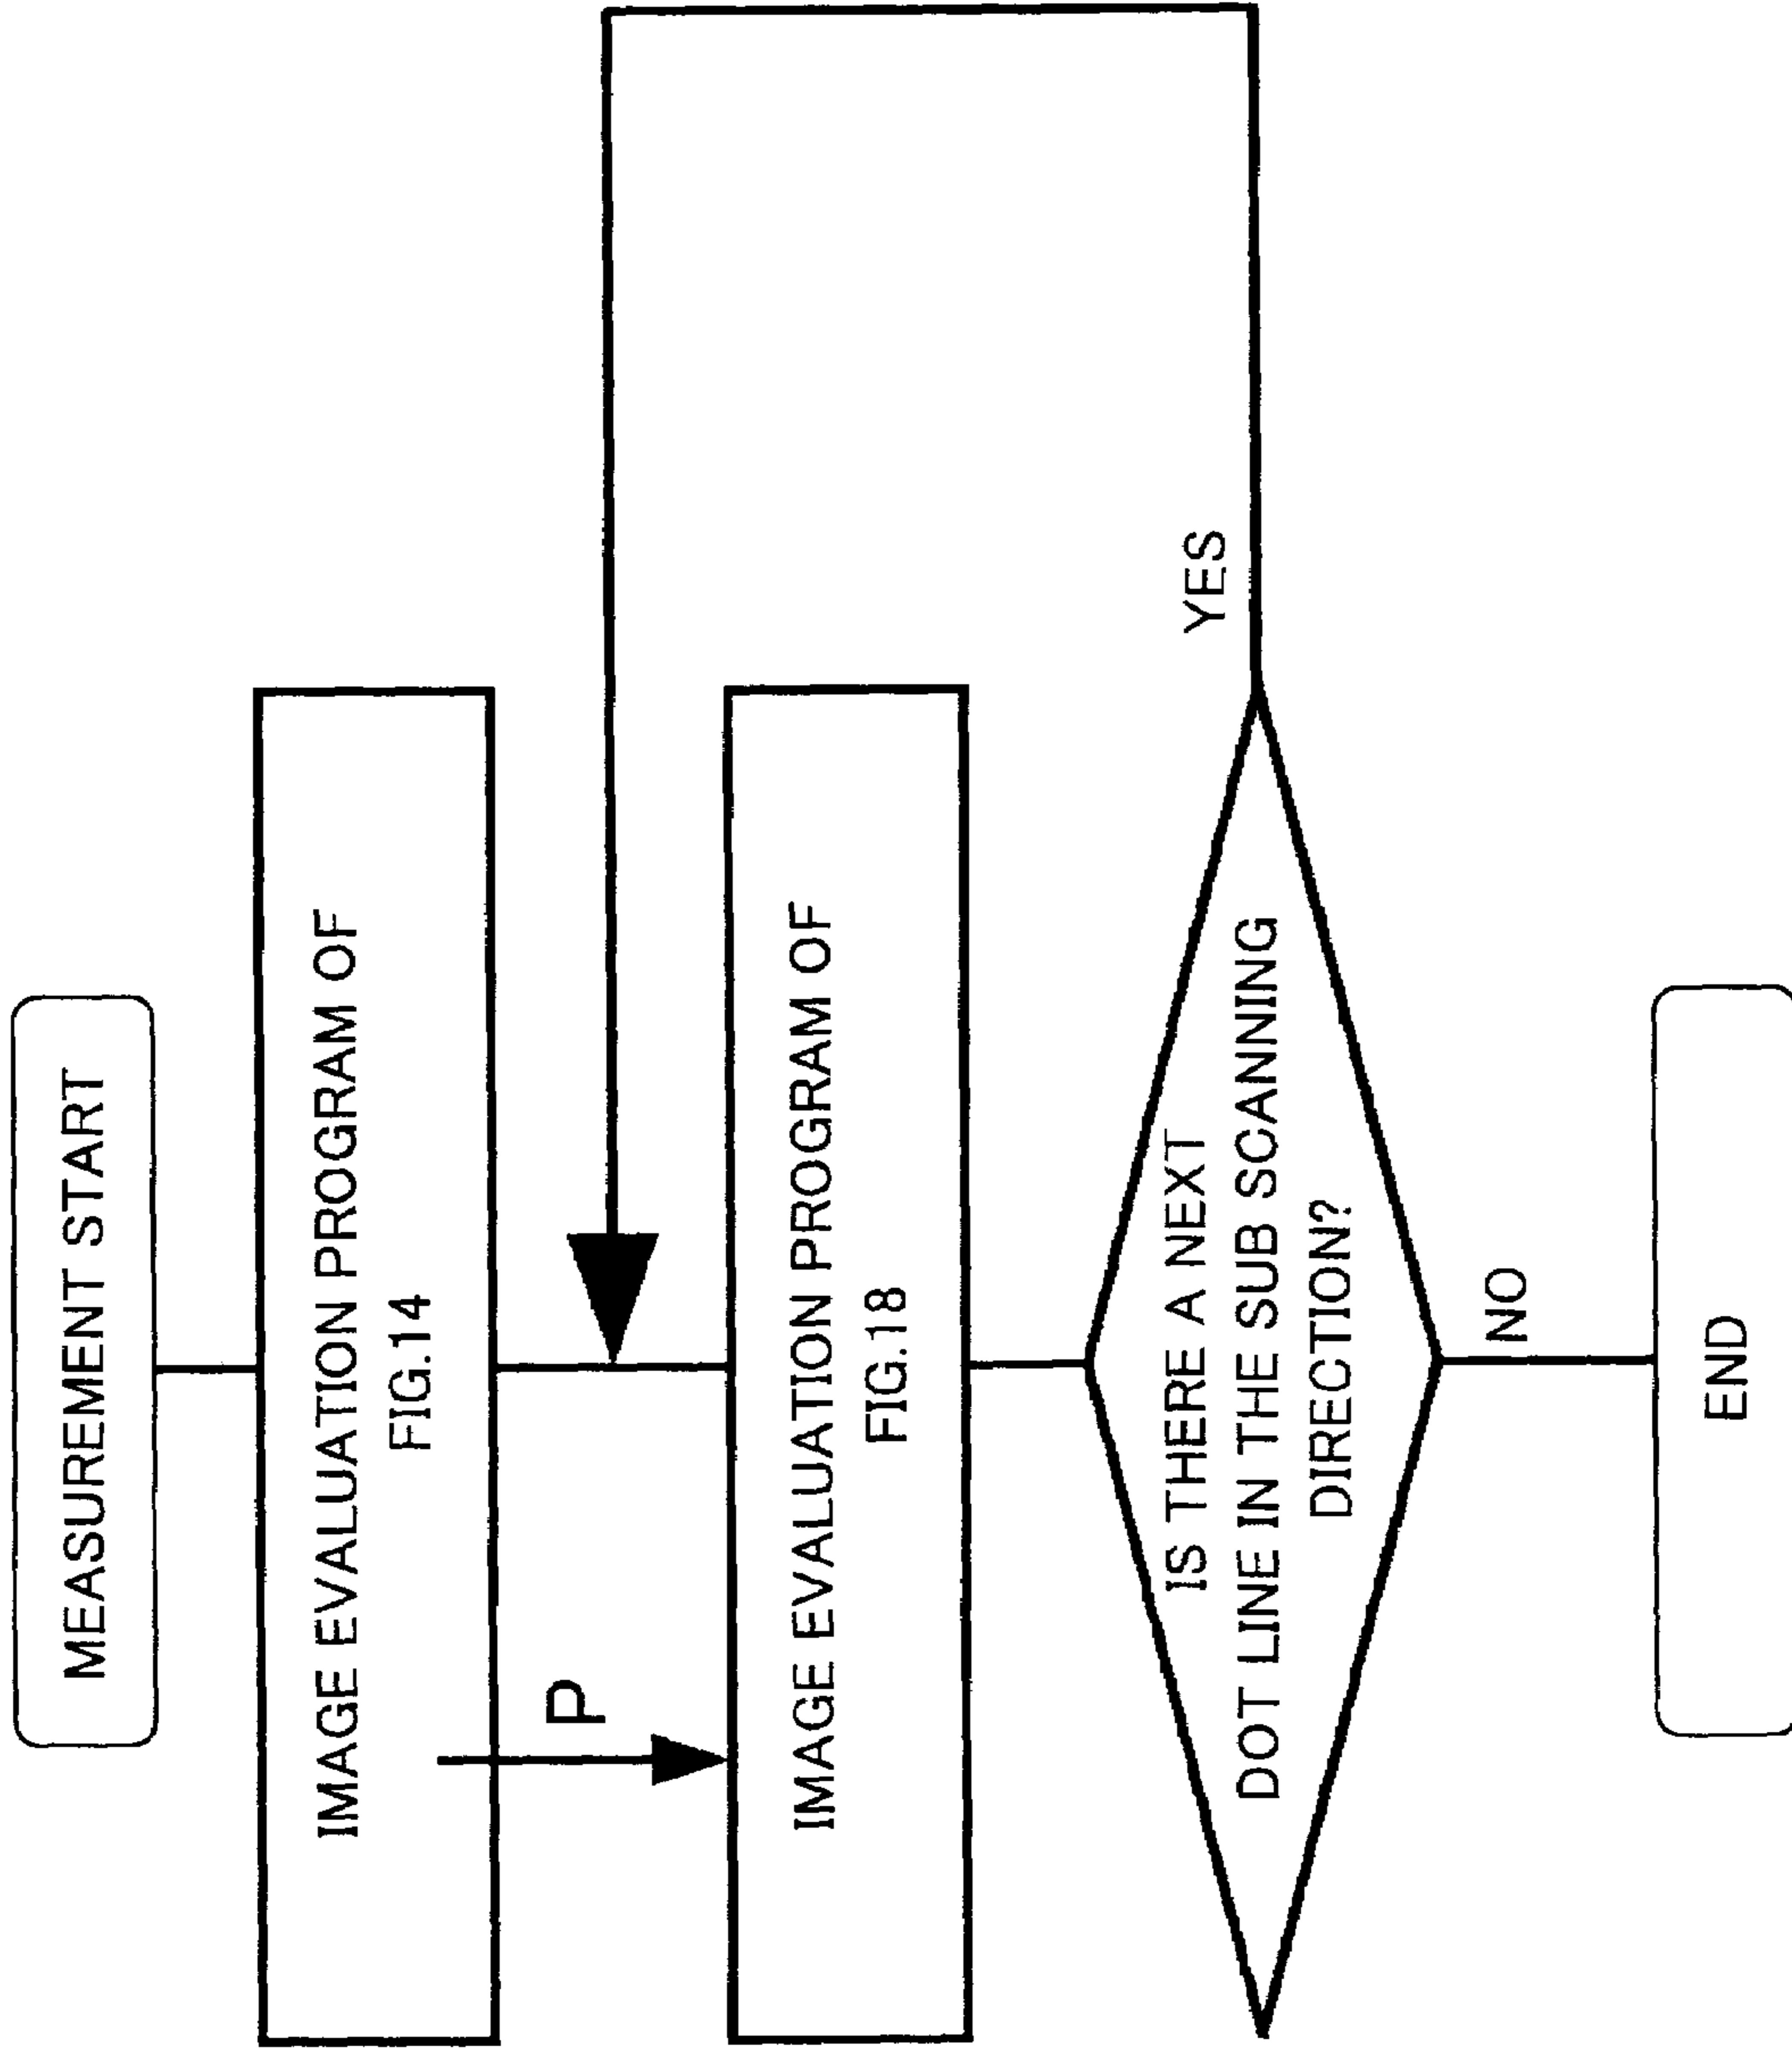 MEASUREMENT START
IMAGE EVALUATION PROGRAM OF
FIG.14
P
IMAGE EVALUATION PROGRAM OF
FIG.18
IS THERE A NEXT
DOT LINE IN THE SUB SCANNING
DIRECTION?
YES
NO
END